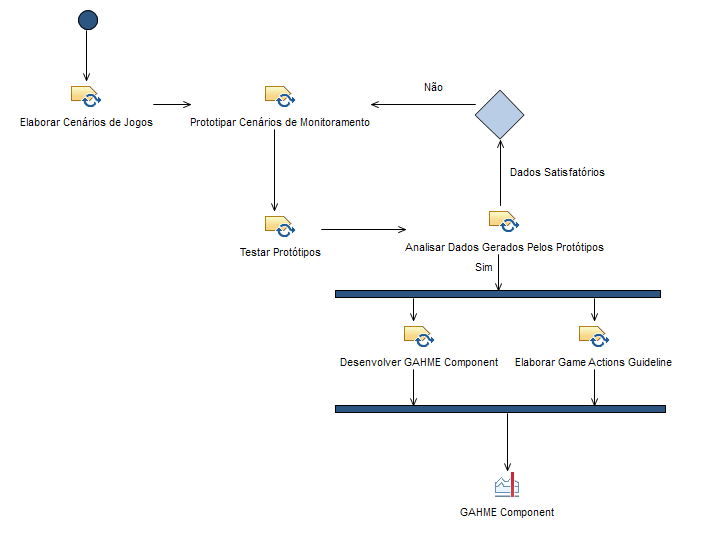 Não
Elaborar Cenários de Jogos
Prototipar Cenários de Monitoramento
Dados Satisfatórios
Testar Protótipos
Analisar Dados Gerados Pelos Protótipos
Sim
Desenvolver GAHME Component
Elaborar Game Actions Guideline
GAHME Component